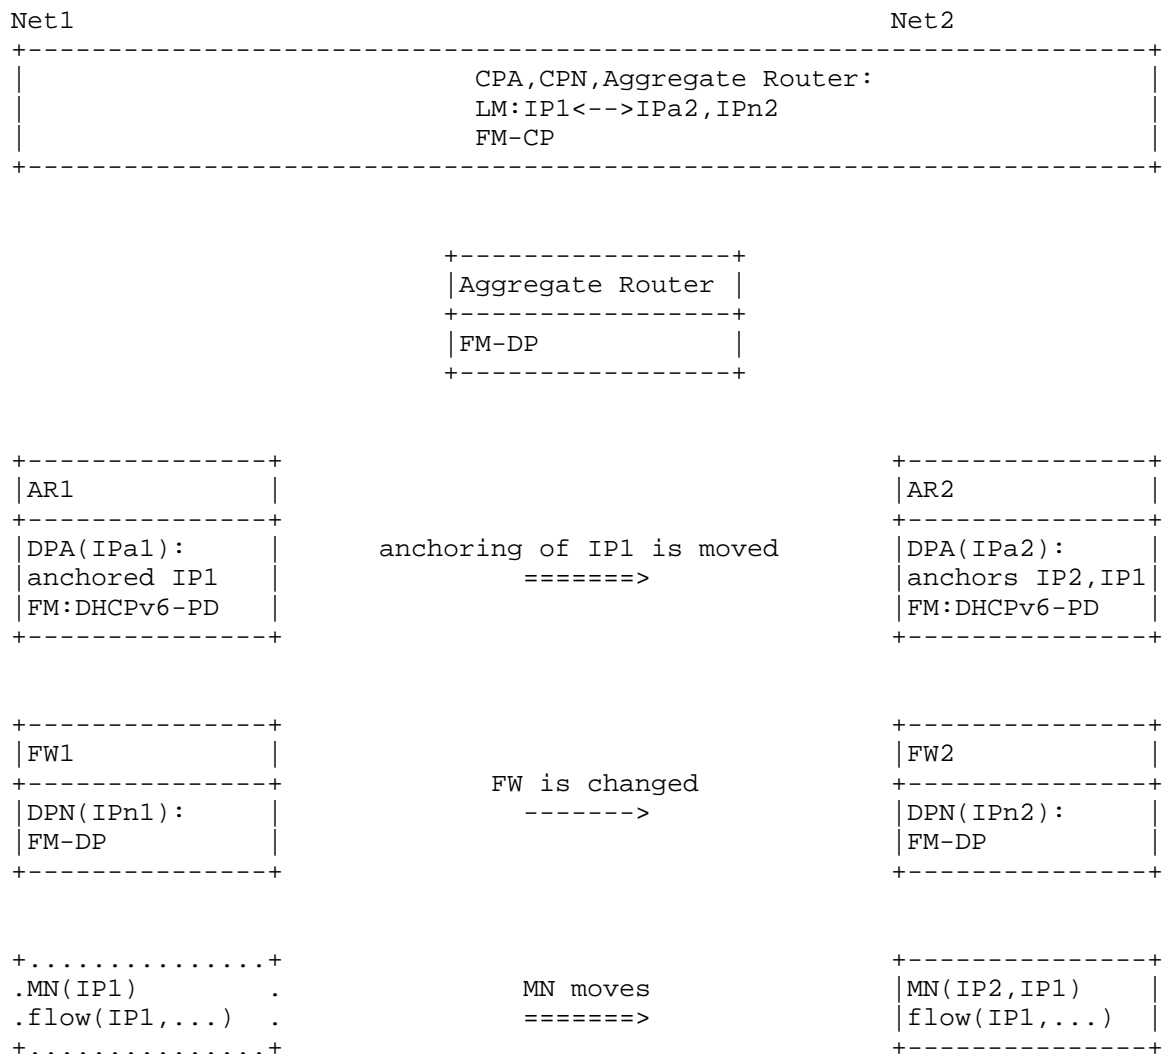 Net1 Net2
CPA,CPN,Aggregate Router:
LM:IP1<-->IPa2,IPn2
FM-CP
Aggregate Router
FM-DP
AR1 AR2
DPA(IPa1): anchoring of IP1 is moved DPA(IPa2):
anchored IP1 =======> anchors IP2,IP1
FM:DHCPv6-PD FM:DHCPv6-PD
FW1 FW2
FW is changed
DPN(IPn1): -------> DPN(IPn2):
FM-DP FM-DP
MN(IP1) MN moves MN(IP2,IP1)
flow(IP1,...) =======> flow(IP1,...)